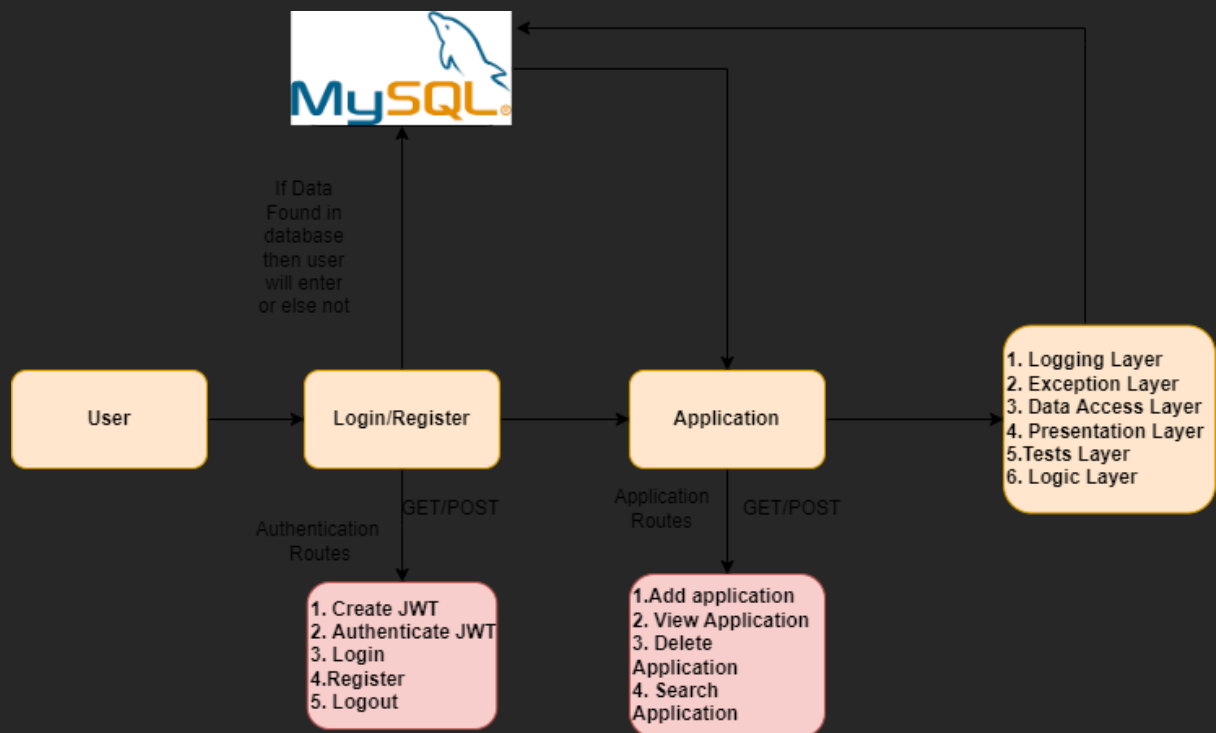 MySQL®
If Data
Found in
database
then user
will enter
or else not
User
Login/Register
Application
1. Logging Layer
2. Exception Layer
3. Data Access Layer
4. Presentation Layer
5.Tests Layer
6. Logic Layer
GET/POST
Authentication
Routes
Application
Routes
GET/POST
1. Create JWT
2. Authenticate JWT
3. Login
4.Register
5. Logout
1.Add application
2. View Application
3. Delete
Application
4. Search
Application